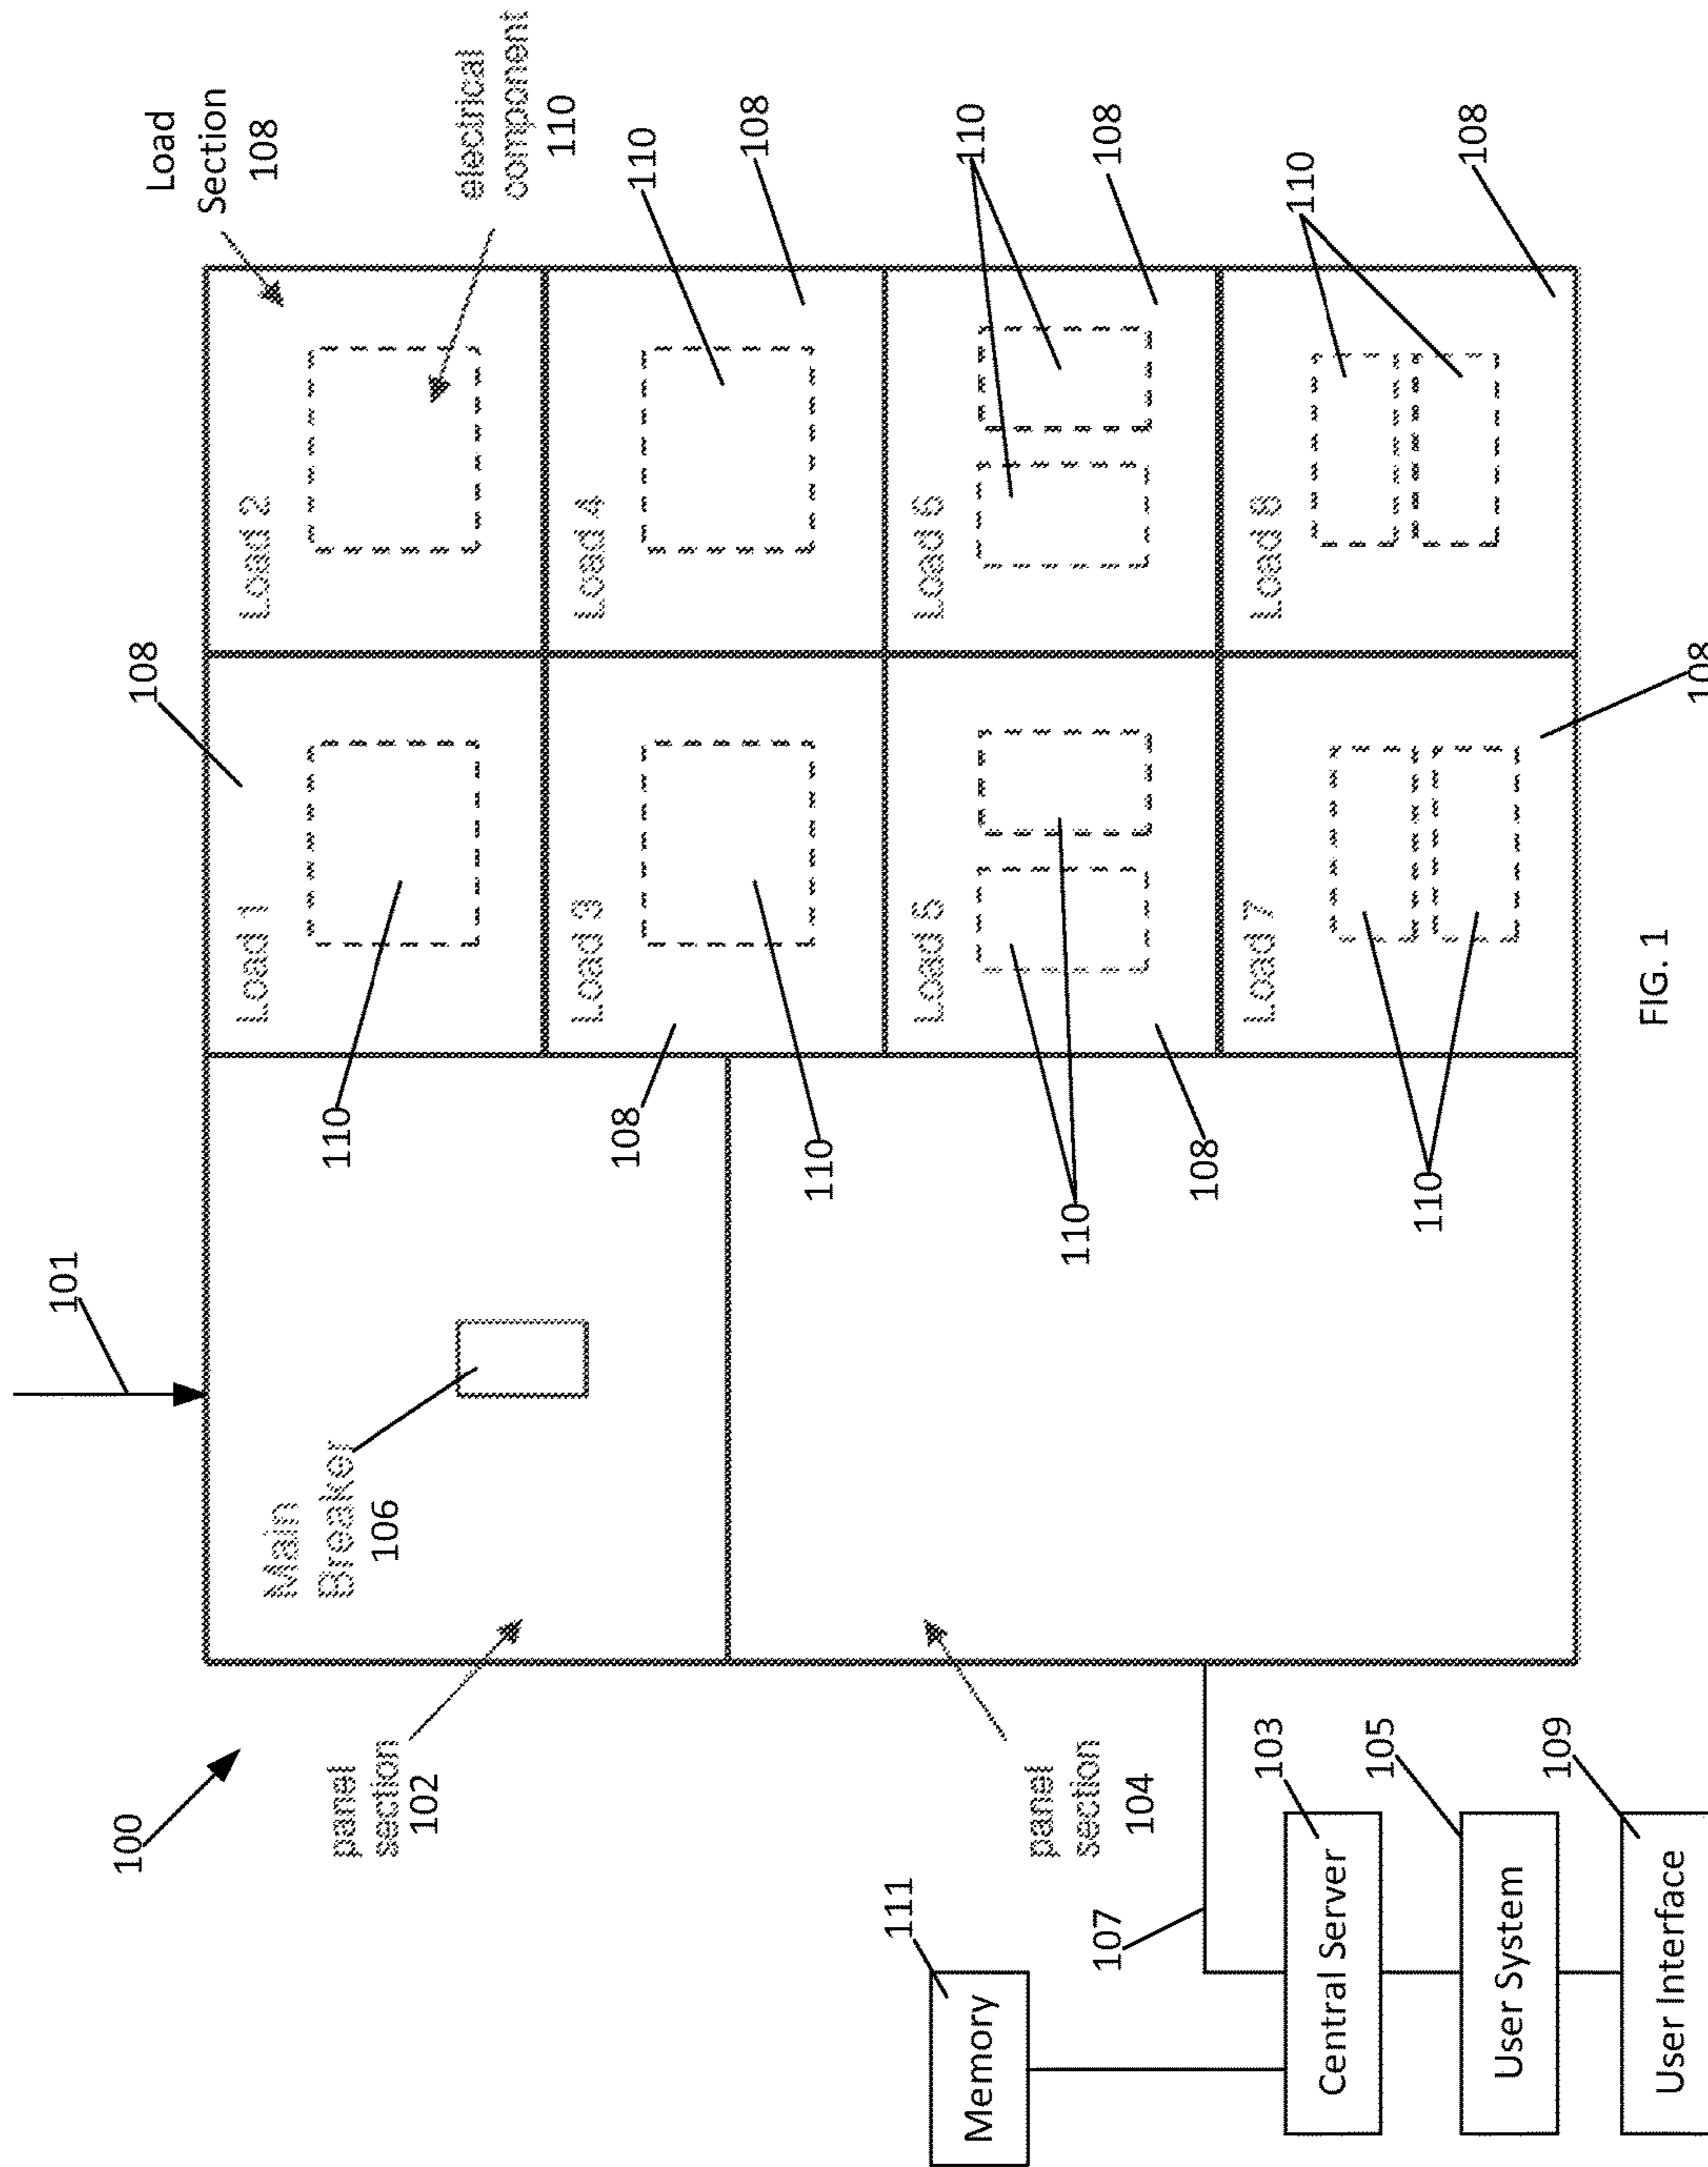 101
100
108
Load
Section
108
Load 1
Load 2
Main
Breaker
106
110
panel
section
102
electrical
component
110
Load 3
Load 4
108
110
108
110
111
Load 5
Load 6
110
Memory
panel
section
104
110
107
108
108
Load 7
Load 8
103
110
Central Server
105
110
108
User System
109
FIG. 1
User Interface
108